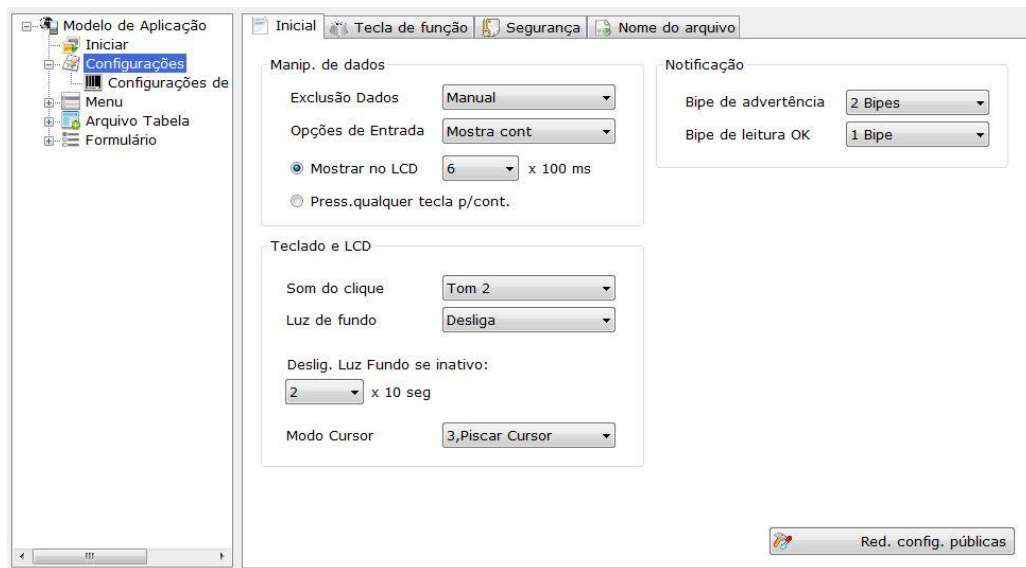 Modelo de Aplicação
Iniciar
Configurações
Configurações de
Menu
Arquivo Tabela
Formulário
Inicial
Tecla de função
Segurança
Nome do arquivo
Manip. de dados
Exclusão Dados
Manual
Opções de Entrada
Mostra cont
Mostrar no LCD
6
x 100 ms
Press.qualquer tecla p/cont.
Teclado e LCD
Som do clique
Tom 2
Luz de fundo
Desliga
Deslig. Luz Fundo se inativo:
2
x 10 seg
Modo Cursor
3,Piscar Cursor
Notificação
Bipe de advertência
2 Bipes
Bipe de leitura OK
1 Bipe
Red. config. públicas